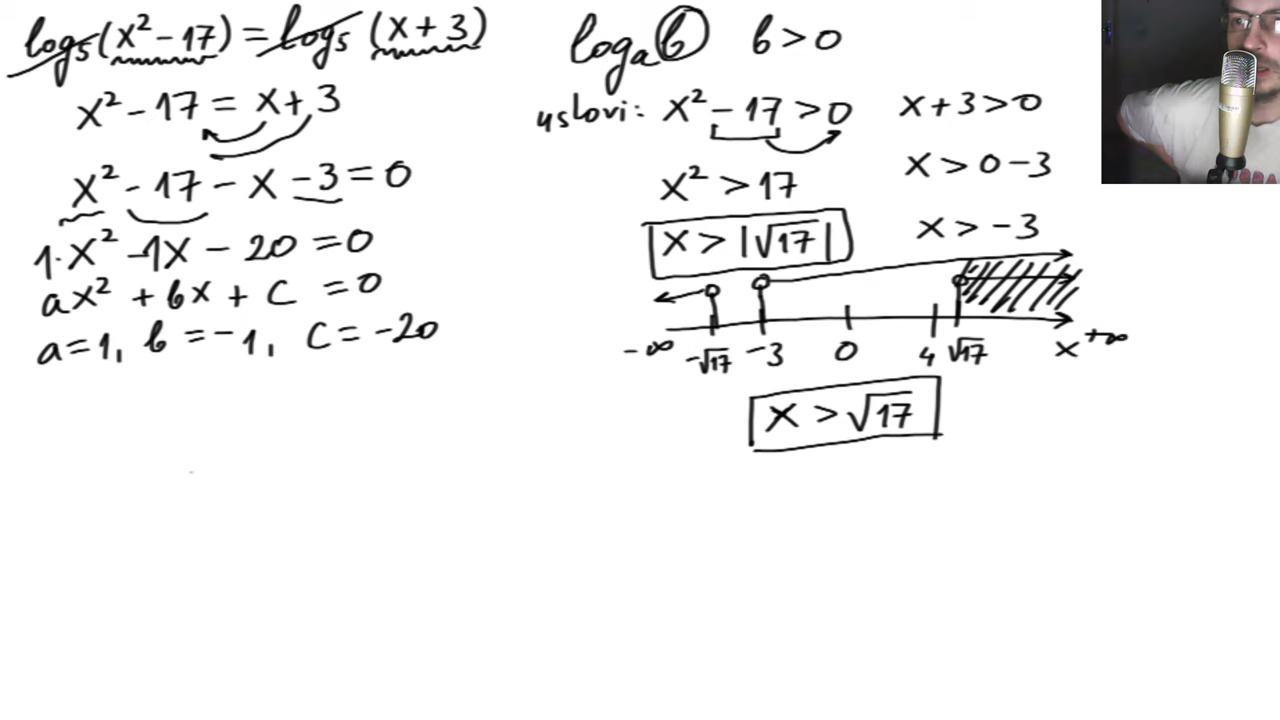 log₅(x² - 17) = log₅ (x + 3)
x² - 17 = x + 3
x² - 17 - x - 3 = 0
1·x² - 1x - 20 = 0
ax² + bx + c = 0
a = 1, b = -1, c = -20
logₐb b > 0
uslovi: x² - 17 > 0 x + 3 > 0
x² > 17 x > 0 - 3
x > |√17| x > -3
-∞ -√17 -3 0 4 √17 x +∞
x > √17